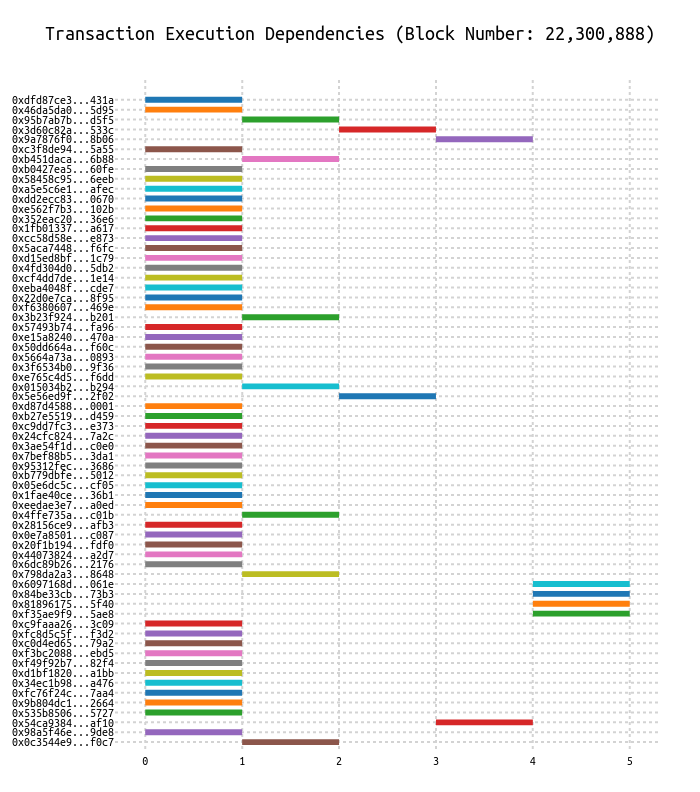 Transaction Execution Dependencies (Block Number: 22,300,888)
0xdfd87ce3...431a
0x46da5da0...5d95
0x95b7ab7b...d5f5
0x3d60c82a...533c
0x9a7876f0...8b06
0xc3f8de94...5a55
0xb451daca...6b88
0xb0427ea5...60fe
0x58458c95...6eeb
0xa5e5c6e1...afec
0xdd2ecc83...0670
0xe562f7b3...102b
0x352eac20...36e6
0x1fb01337...a617
0xcc58d58e...e873
0x5aca7448...f6fc
0xd15ed8bf...1c79
0x4fd304d0...5db2
0xcf4dd7de...1e14
0xeba4048f...cde7
0x22d0e7ca...8f95
0xf6380607...469e
0x3b23f924...b201
0x57493b74...fa96
0xe15a8240...470a
0x50dd664a...f60c
0x5664a73a...0893
0x3f6534b0...9f36
0xe765c4d5...f6dd
0x015034b2...b294
0x5e56ed9f...2f02
0xd87d4588...0001
0xb27e5519...d459
0xc9dd7fc3...e373
0x24cfc824...7a2c
0x3ae54f1d...c0e0
0x7bef88b5...3da1
0x95312fec...3686
0xb779dbfe...5012
0x05e6dc5c...cf05
0x1fae40ce...36b1
0xeedae3e7...a0ed
0x4ffe735a...c01b
0x28156ce9...afb3
0x0e7a8501...c087
0x20f1b194...fdf0
0x44073824...a2d7
0x6dc89b26...2176
0x798da2a3...8648
0x6097168d...061e
0x84be33cb...73b3
0x81896175...5f40
0xf35ae9f9...5ae8
0xc9faaa26...3c09
0xfc8d5c5f...f3d2
0xc0d4ed65...79a2
0xf3bc2088...ebd5
0xf49f92b7...82f4
0xd1bf1820...a1bb
0x34ec1b98...a476
0xfc76f24c...7aa4
0x9b804dc1...2664
0x535b8506...5727
0x54ca9384...af10
0x98a5f46e...9de8
0x0c3544e9...f0c7
0 1 2 3 4 5